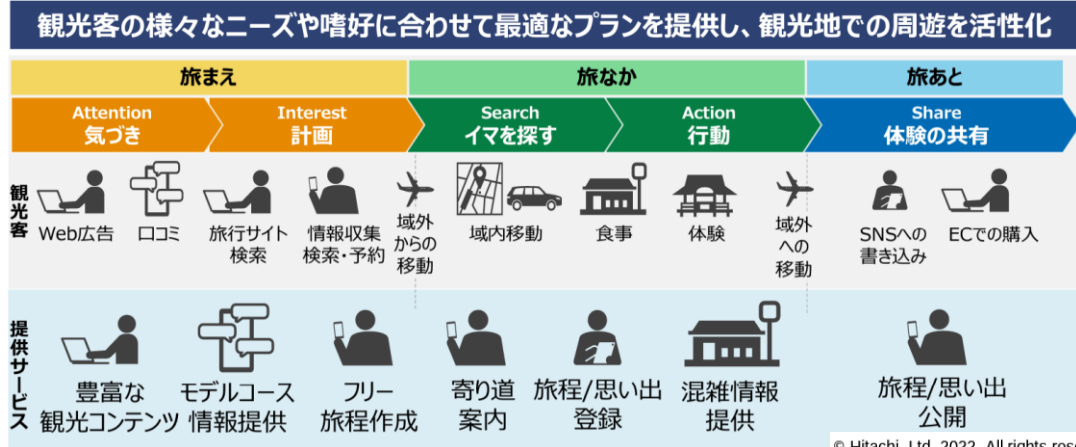 観光客の様々なニーズや嗜好に合わせて最適なプランを提供し、観光地での周遊を活性化
旅まえ
旅なか
旅あと
Attention
気づき
Interest
計画
Search
イマを探す
Action
行動
Share
体験の共有
観光客
Web広告
口コミ
旅行サイト
検索
情報収集
検索・予約
域外
からの
移動
域内移動
食事
体験
域外
への
移動
SNSへの
書き込み
ECでの購入
提供サービス
豊富な
観光コンテンツ
モデルコース
情報提供
フリー
旅程作成
寄り道
案内
旅程/思い出
登録
混雑情報
提供
旅程/思い出
公開
© Hitachi, Ltd. 2022. All rights